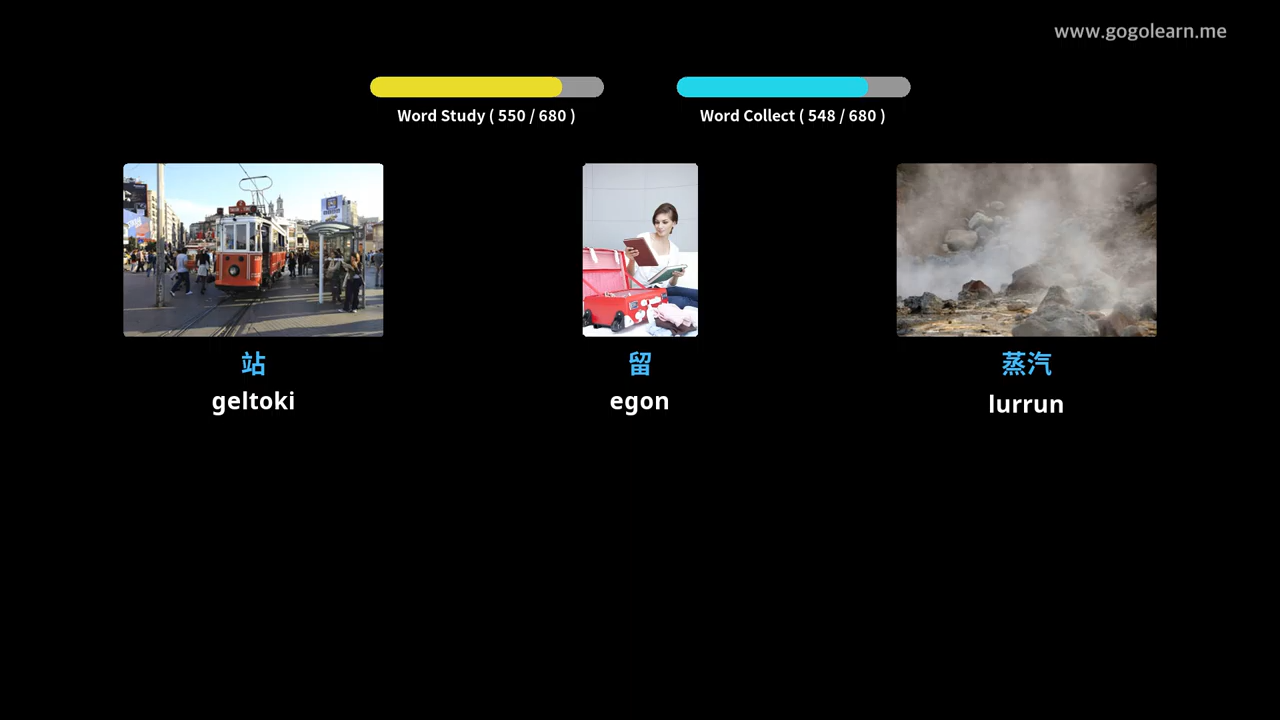 www.gogolearn.me
Word Study ( 550 / 680 )
Word Collect ( 548 / 680 )
站
留
蒸汽
geltoki
egon
lurrun